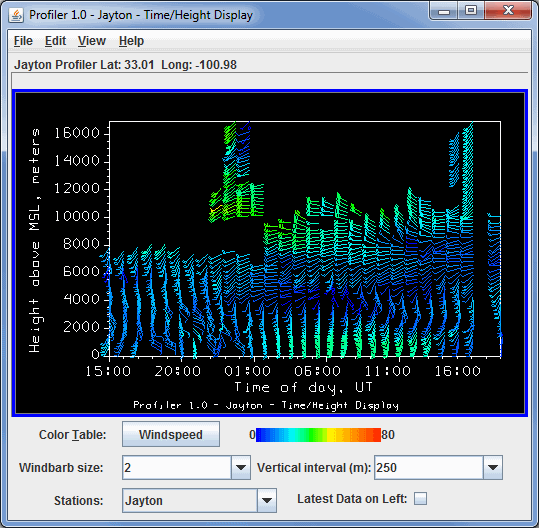 Profiler 1.0 - Jayton - Time/Height Display
File Edit View Help
Jayton Profiler Lat: 33.01 Long: -100.98
Height above MSL, meters
16000
14000
12000
10000
8000
6000
4000
2000
0
15:00 20:00 01:00 06:00 11:00 16:00
Time of day, UT
Profiler 1.0 - Jayton - Time/Height Display
Color Table: Windspeed 0 80
Windbarb size: 2 Vertical interval (m): 250
Stations: Jayton Latest Data on Left: